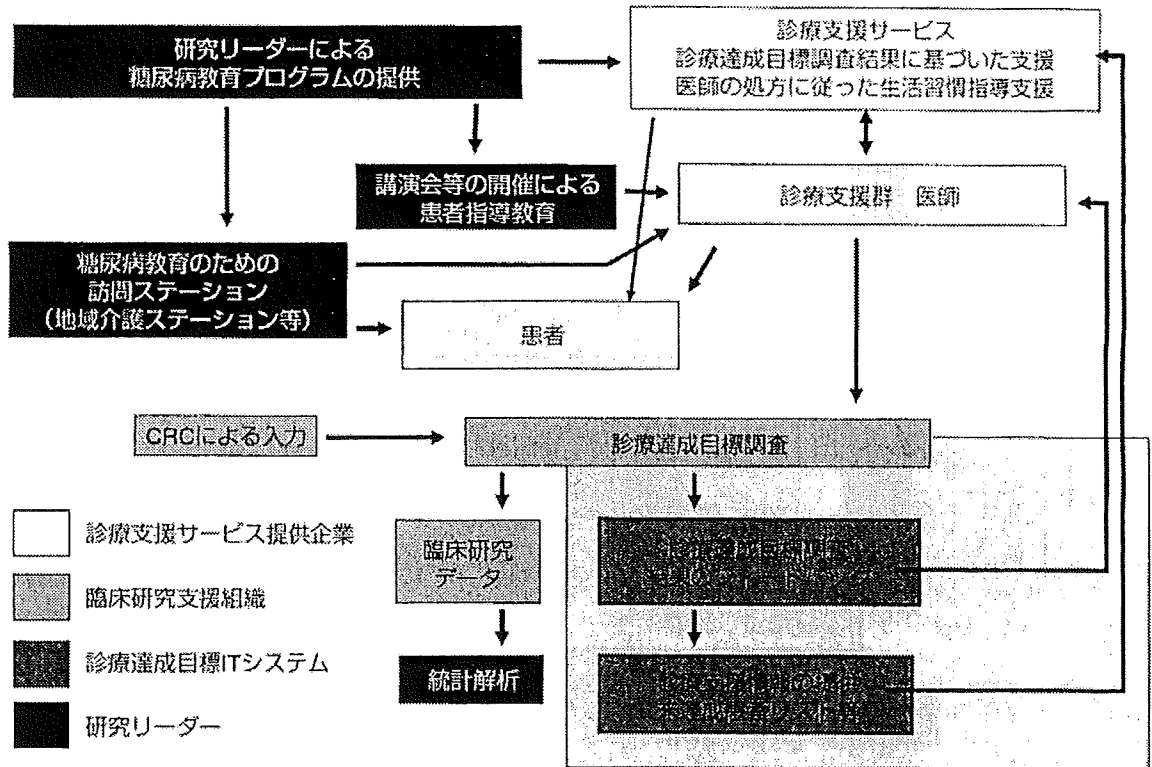 研究リーダーによる
糖尿病教育プログラムの提供
診療支援サービス
診療達成目標調査結果に基づいた支援
医師の処方に従った生活習慣指導支援
講演会等の開催による
患者指導教育
診療支援群 医師
糖尿病教育のための
訪問ステーション
(地域介護ステーション等)
患者
CRCによる入力
診療達成目標調査
臨床研究
データ
診療達成目標調査
統計解析
診療支援サービス提供企業
臨床研究支援組織
診療達成目標ITシステム
研究リーダー